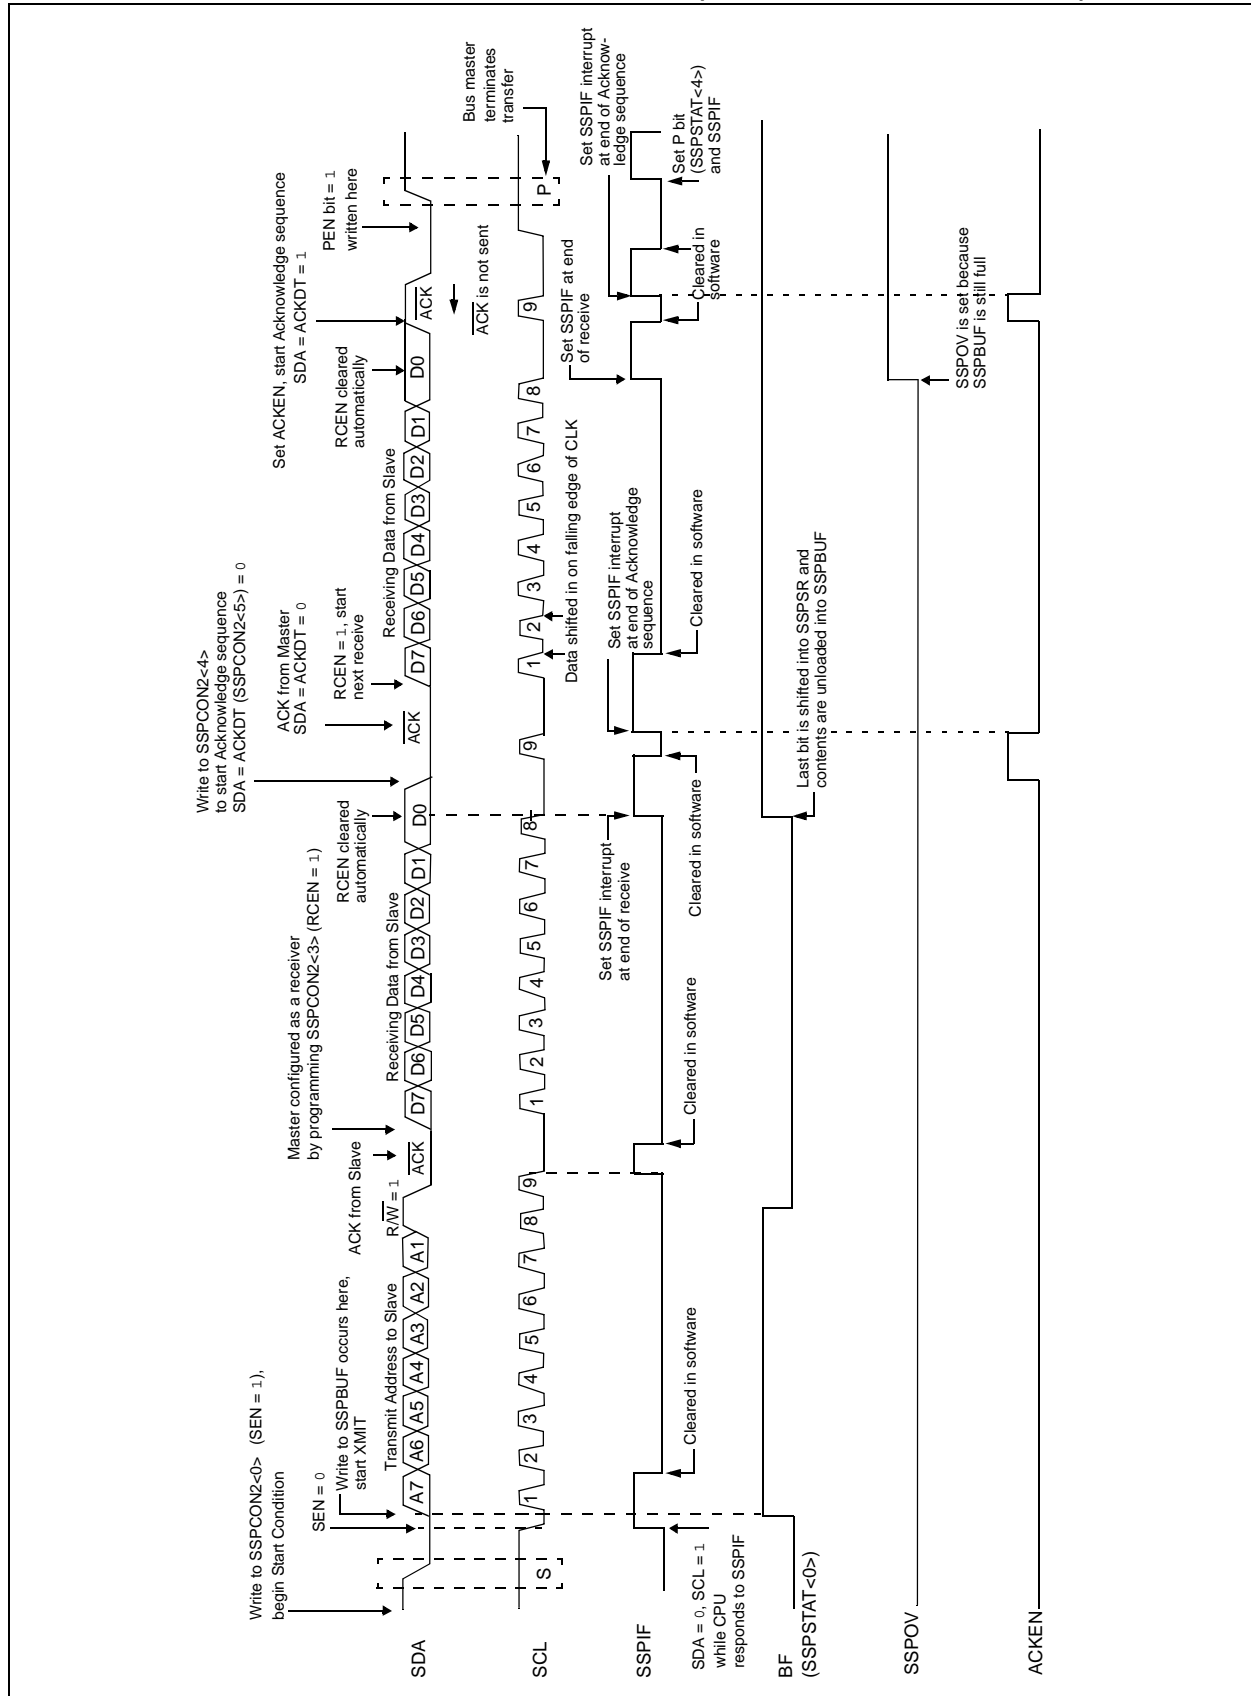 Write to SSPCON2<0> (SEN = 1),
begin Start Condition
SEN = 0
Write to SSPBUF occurs here,
start XMIT
Transmit Address to Slave
ACK from Slave
R/W = 1
Master configured as a receiver
by programming SSPCON2<3> (RCEN = 1)
Receiving Data from Slave
RCEN cleared
automatically
Write to SSPCON2<4>
to start Acknowledge sequence
SDA = ACKDT (SSPCON2<5>) = 0
ACK from Master
SDA = ACKDT = 0
RCEN = 1, start
next receive
Receiving Data from Slave
RCEN cleared
automatically
Set ACKEN, start Acknowledge sequence
SDA = ACKDT = 1
PEN bit = 1
written here
SDA
A7 A6 A5 A4 A3 A2 A1
ACK
D7 D6 D5 D4 D3 D2 D1 D0
ACK
D7 D6 D5 D4 D3 D2 D1 D0
ACK
ACK is not sent
Bus master
terminates
transfer
SCL
S
1 2 3 4 5 6 7 8 9
1 2 3 4 5 6 7 8
9
1 2 3 4 5 6 7 8
9
P
Data shifted in on falling edge of CLK
SSPIF
SDA = 0, SCL = 1
while CPU
responds to SSPIF
Cleared in software
Cleared in software
Set SSPIF interrupt
at end of receive
Cleared in software
Set SSPIF interrupt
at end of Acknowledge
sequence
Cleared in software
Set SSPIF at end
of receive
Cleared in
software
Set SSPIF interrupt
at end of Acknow-
ledge sequence
Set P bit
(SSPSTAT<4>)
and SSPIF
BF
(SSPSTAT<0>)
Last bit is shifted into SSPSR and
contents are unloaded into SSPBUF
SSPOV
SSPOV is set because
SSPBUF is still full
ACKEN